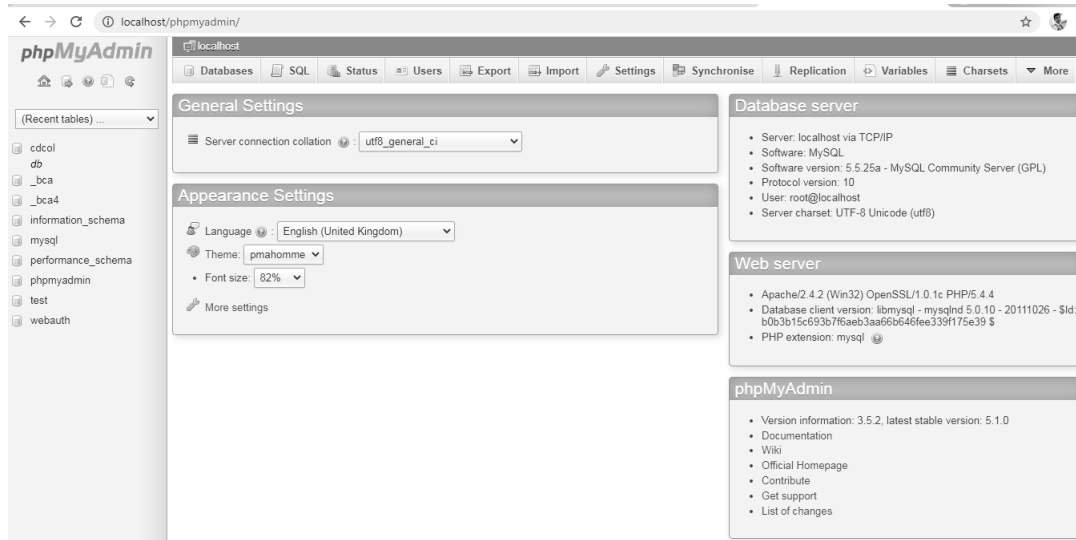 localhost/phpmyadmin/
phpMyAdmin
localhost
Databases SQL Status Users Export Import Settings Synchronise Replication Variables Charsets More
(Recent tables) ...
cdcol
db
_bca
_bca4
information_schema
mysql
performance_schema
phpmyadmin
test
webauth
General Settings
Server connection collation : utf8_general_ci
Appearance Settings
Language : English (United Kingdom)
Theme: pmahomme
Font size: 82%
More settings
Database server
Server: localhost via TCP/IP
Software: MySQL
Software version: 5.5.25a - MySQL Community Server (GPL)
Protocol version: 10
User: root@localhost
Server charset: UTF-8 Unicode (utf8)
Web server
Apache/2.4.2 (Win32) OpenSSL/1.0.1c PHP/5.4.4
Database client version: libmysql - mysqlnd 5.0.10 - 20111026 - $Id:
b0b3b15c693b7f6aeb3aa66b646fee339f175e39 $
PHP extension: mysql
phpMyAdmin
Version information: 3.5.2, latest stable version: 5.1.0
Documentation
Wiki
Official Homepage
Contribute
Get support
List of changes